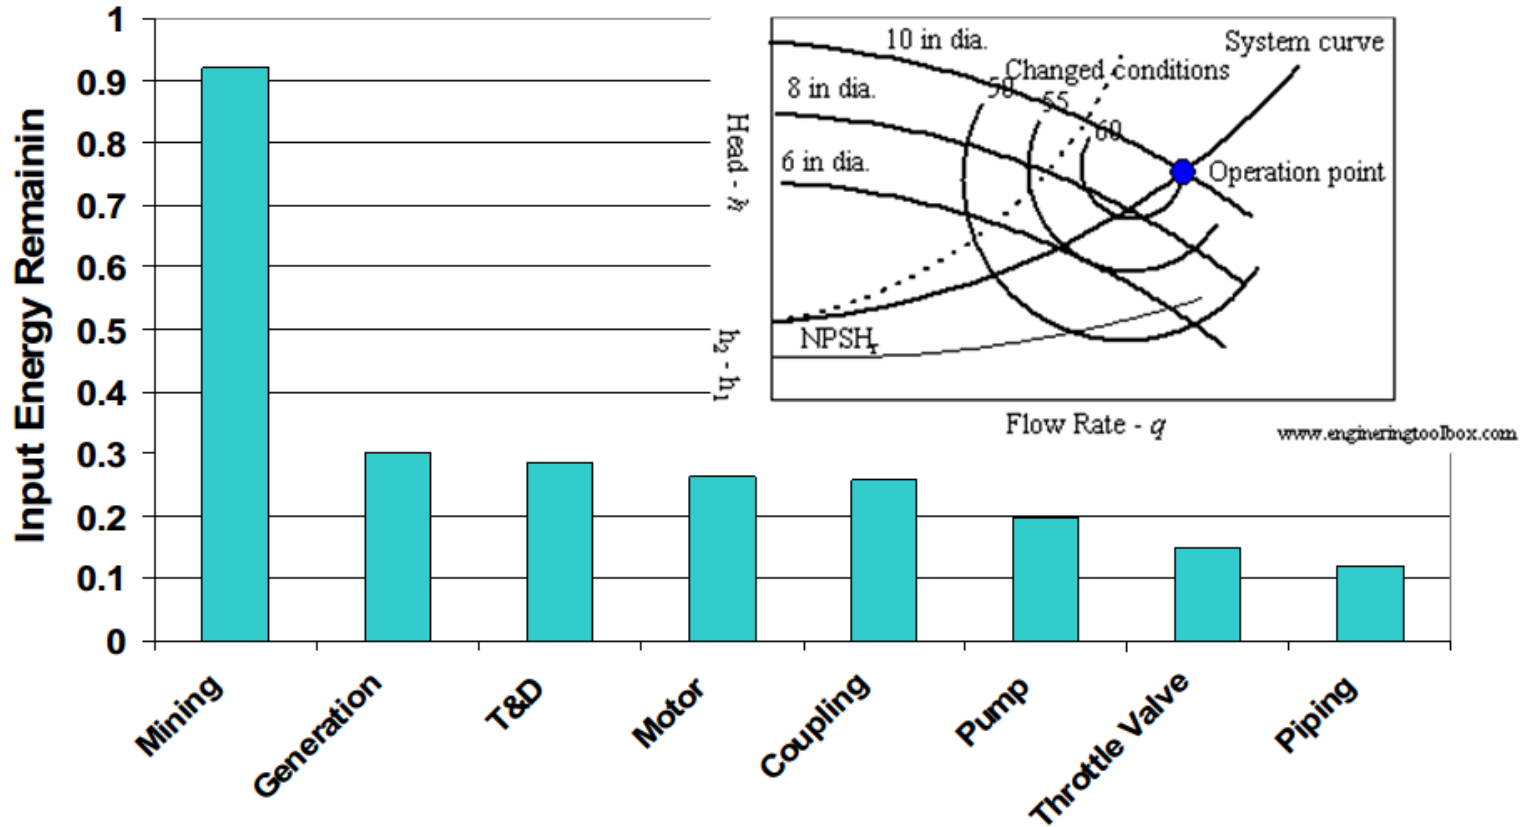 Input Energy Remainin
1
0.9
0.8
0.7
0.6
0.5
0.4
0.3
0.2
0.1
0
Mining
Generation
T&D
Motor
Coupling
Pump
Throttle Valve
Piping
10 in dia.
8 in dia.
6 in dia.
System curve
Changed conditions
50
55
60
Operation point
NPSHr
Head - h
h2 - h1
Flow Rate - q
www.engineringtoolbox.com